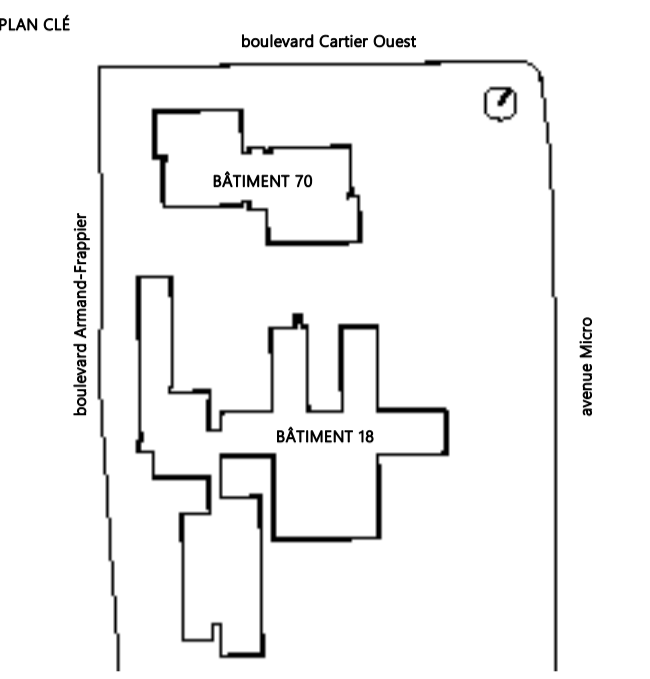 PLAN CLÉ
boulevard Cartier Ouest
BÂTIMENT 70
boulevard Armand-Frappier
avenue Micro
BÂTIMENT 18